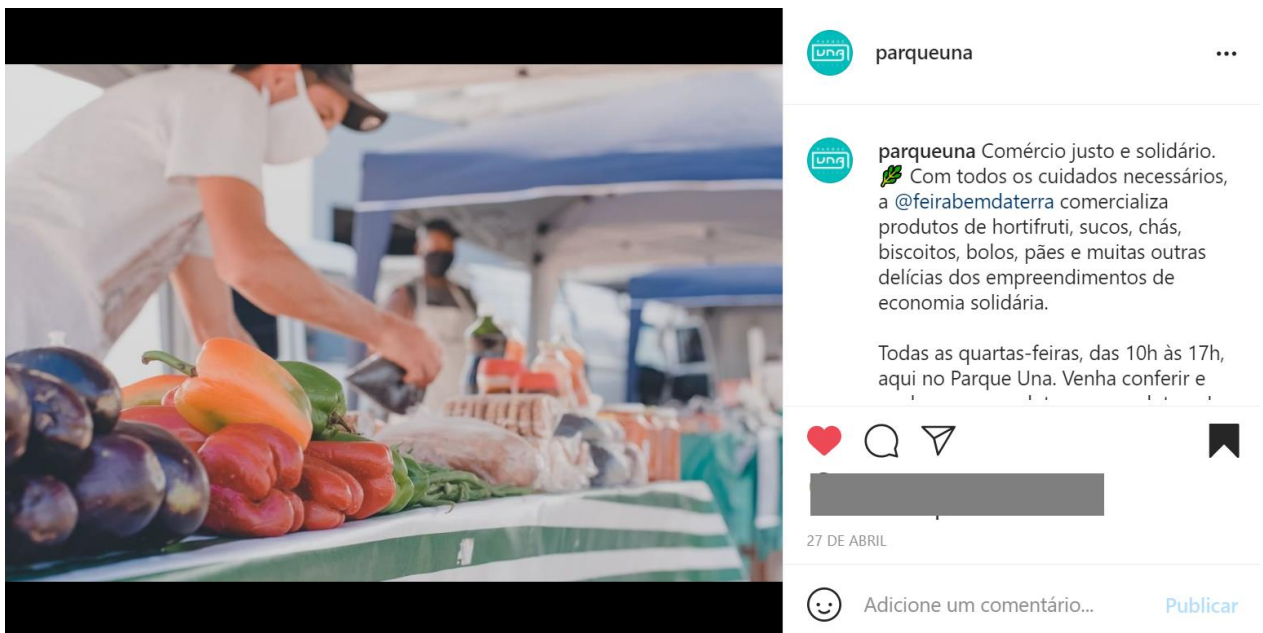 una
parqueuna
una
parqueuna Comércio justo e solidário.
🌿 Com todos os cuidados necessários,
a @feirabemdaterra comercializa
produtos de hortifruti, sucos, chás,
biscoitos, bolos, pães e muitas outras
delícias dos empreendimentos de
economia solidária.
Todas as quartas-feiras, das 10h às 17h,
aqui no Parque Una. Venha conferir e
27 DE ABRIL
Adicione um comentário...
Publicar